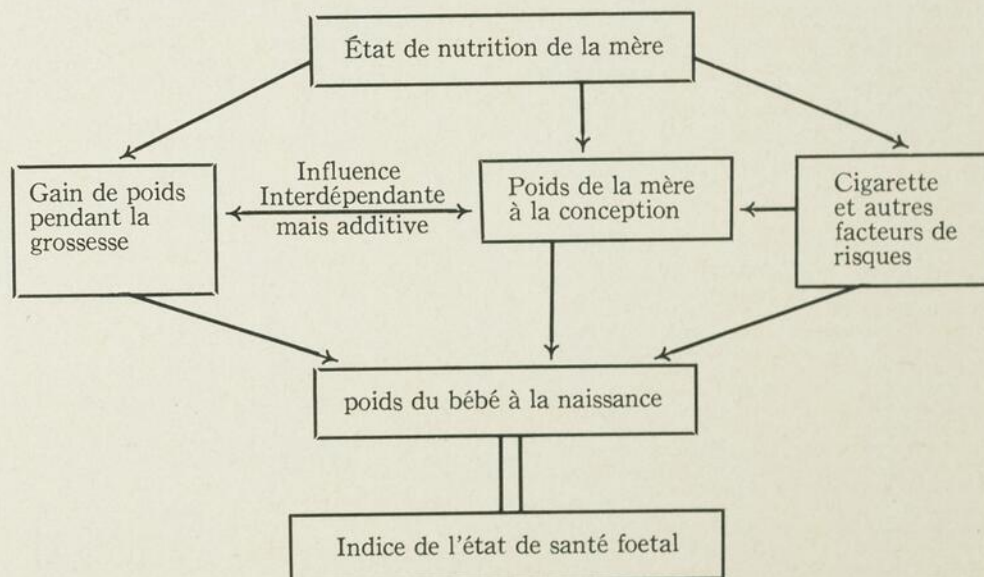 État de nutrition de la mère
Gain de poids
pendant la
grossesse
Influence
Interdépendante
mais additive
Poids de la mère
à la conception
Cigarette
et autres
facteurs de
risques
poids du bébé à la naissance
Indice de l'état de santé foetal